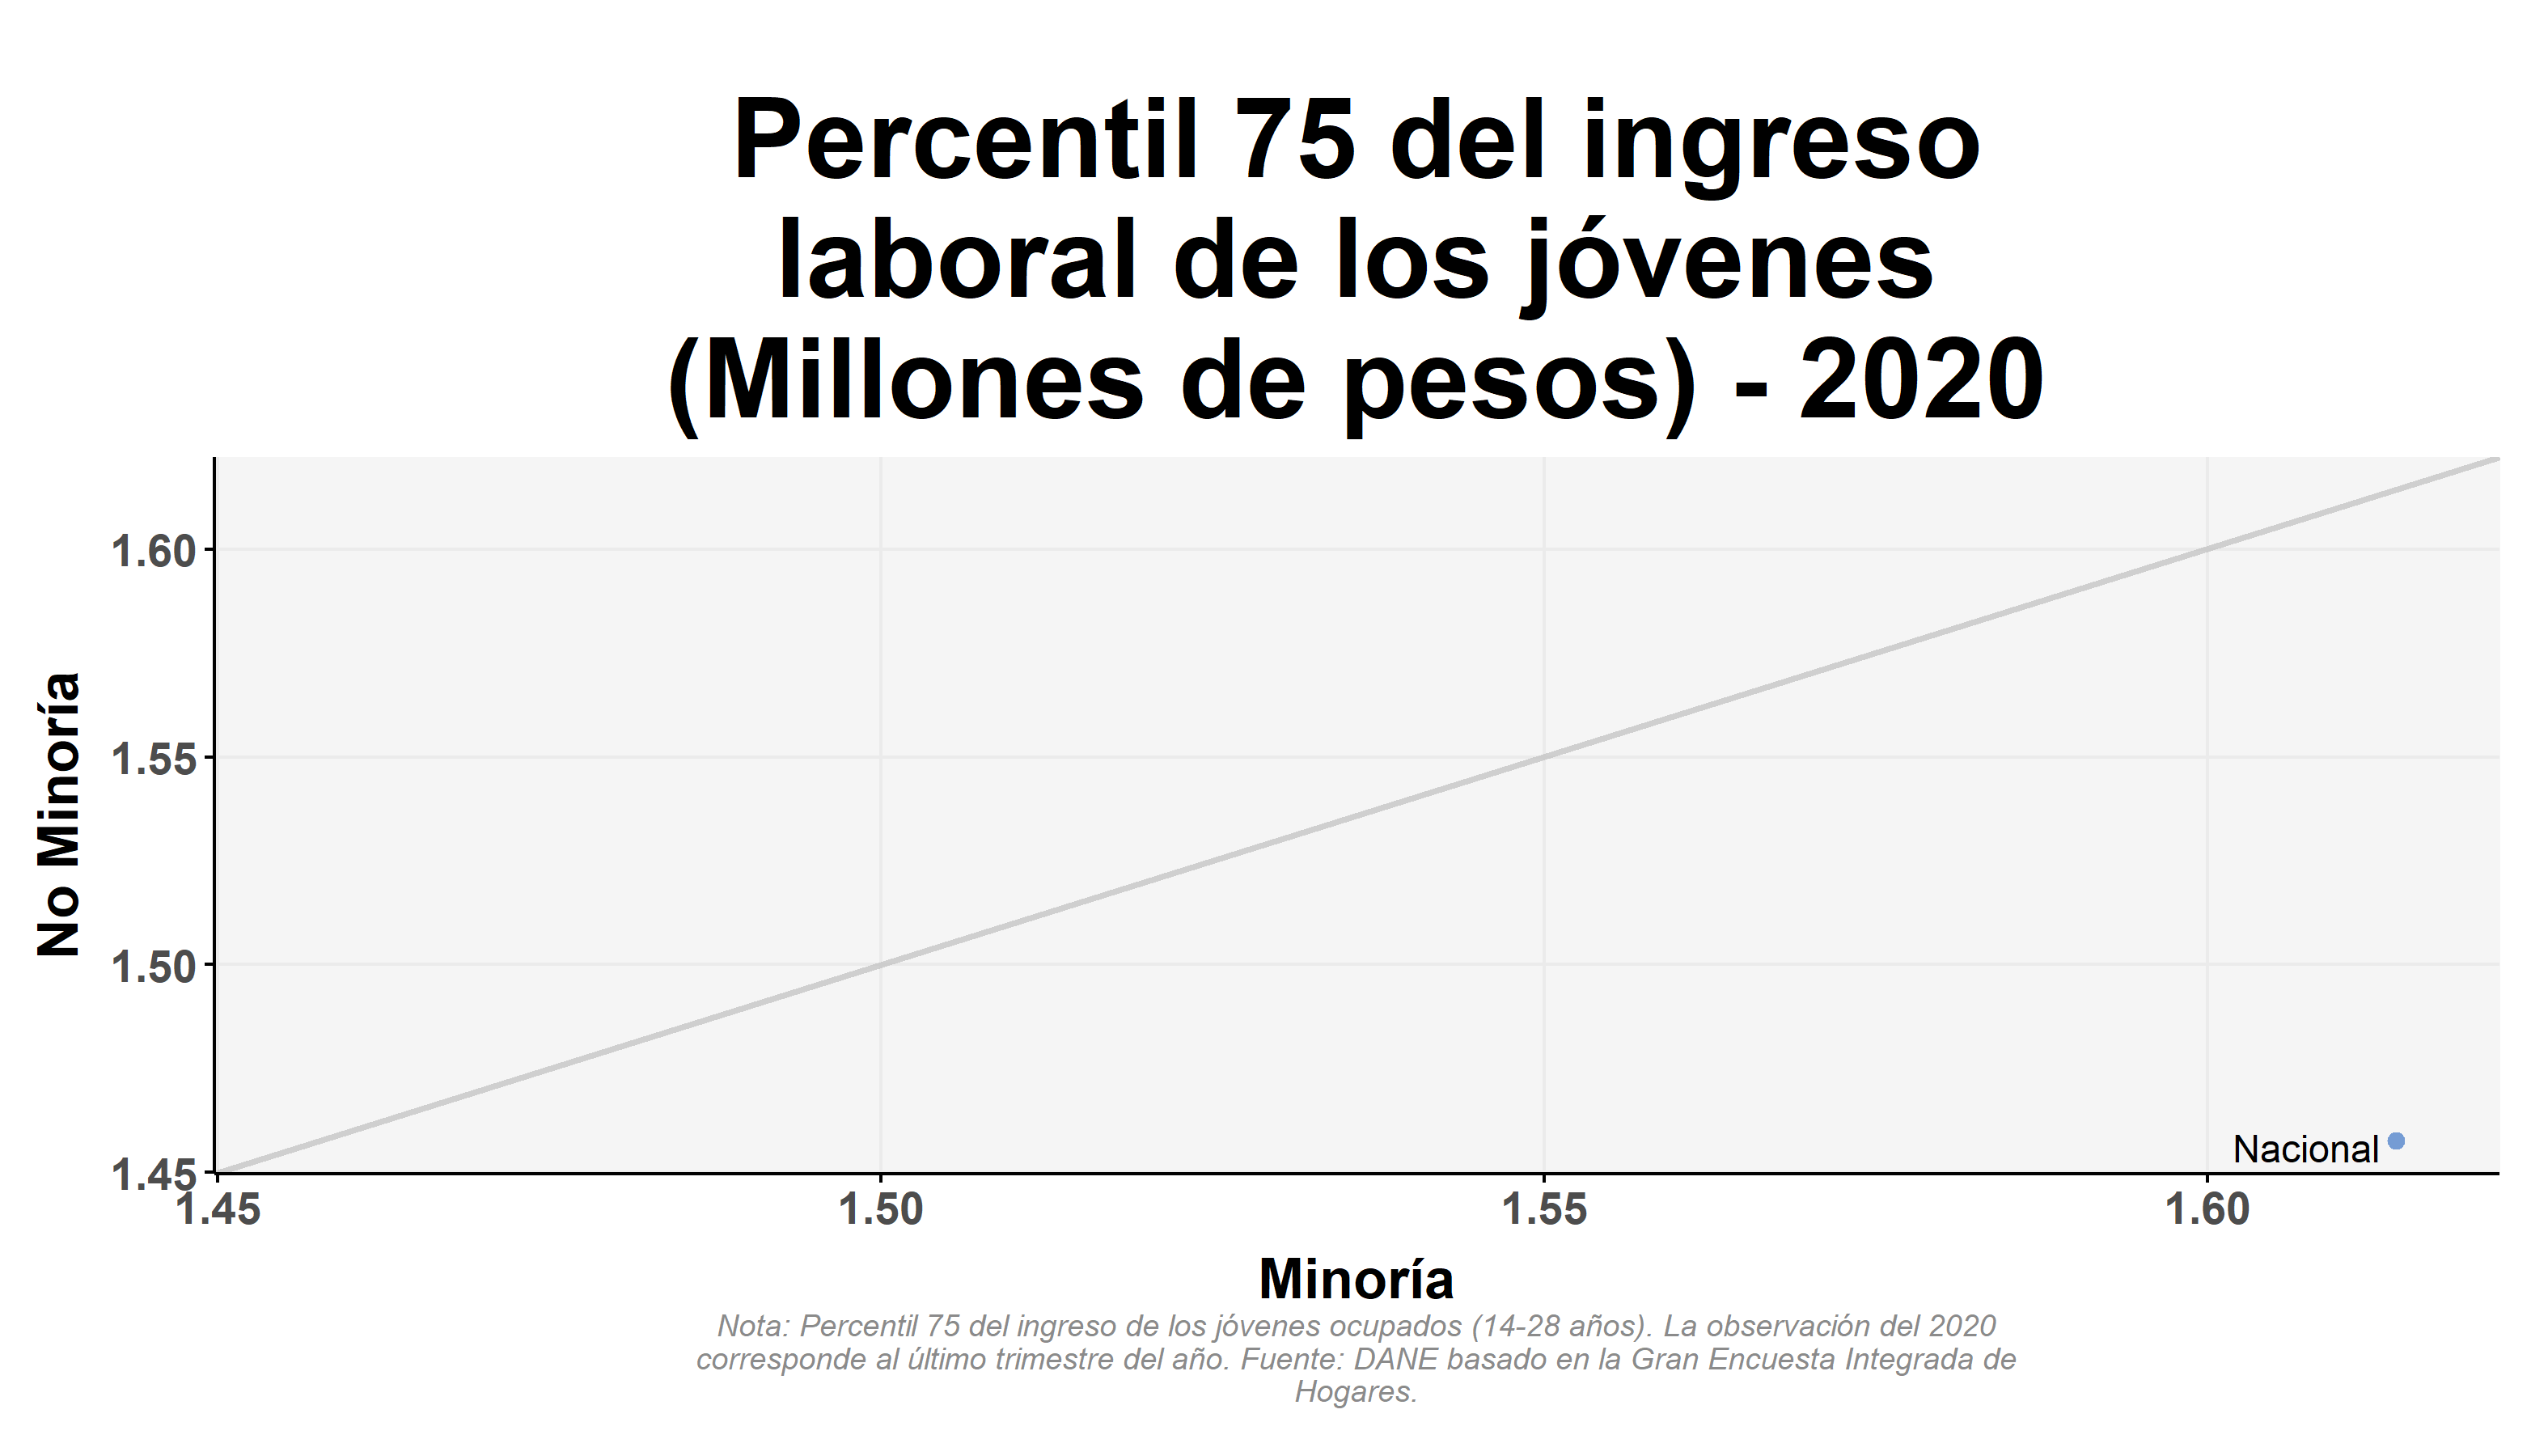 Percentil 75 del ingreso
laboral de los jóvenes
(Millones de pesos) - 2020
1.60
1.55
1.50
1.45
No Minoría
Nacional
1.45
1.50
1.55
1.60
Minoría
Nota: Percentil 75 del ingreso de los jóvenes ocupados (14-28 años). La observación del 2020
corresponde al último trimestre del año. Fuente: DANE basado en la Gran Encuesta Integrada de
Hogares.